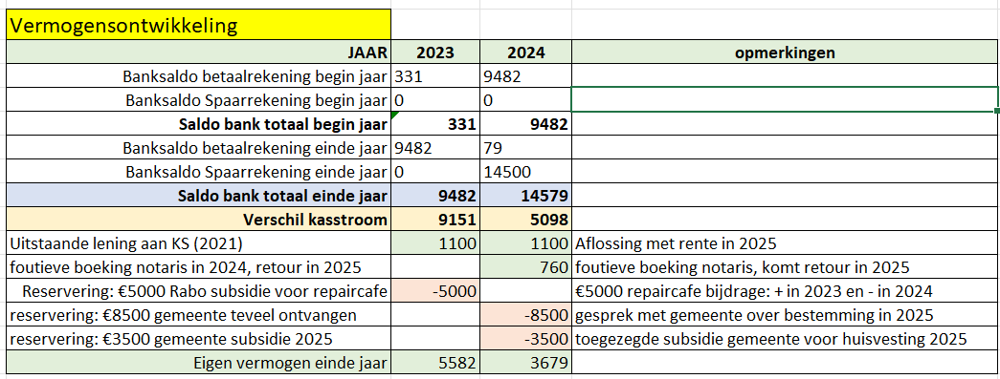 Vermogensontwikkeling
JAAR 2023 2024 opmerkingen
Banksaldo betaalrekening begin jaar 331 9482
Banksaldo Spaarrekening begin jaar 0 0
Saldo bank totaal begin jaar 331 9482
Banksaldo betaalrekening einde jaar 9482 79
Banksaldo Spaarrekening einde jaar 0 14500
Saldo bank totaal einde jaar 9482 14579
Verschil kasstroom 9151 5098
Uitstaande lening aan KS (2021) 1100 1100 Aflossing met rente in 2025
foutieve boeking notaris in 2024, retour in 2025 760 foutieve boeking notaris, komt retour in 2025
Reservering: €5000 Rabo subsidie voor repaircafe -5000 €5000 repaircafe bijdrage: + in 2023 en - in 2024
reservering: €8500 gemeente teveel ontvangen -8500 gesprek met gemeente over bestemming in 2025
reservering: €3500 gemeente subsidie 2025 -3500 toegezegde subsidie gemeente voor huisvesting 2025
Eigen vermogen einde jaar 5582 3679